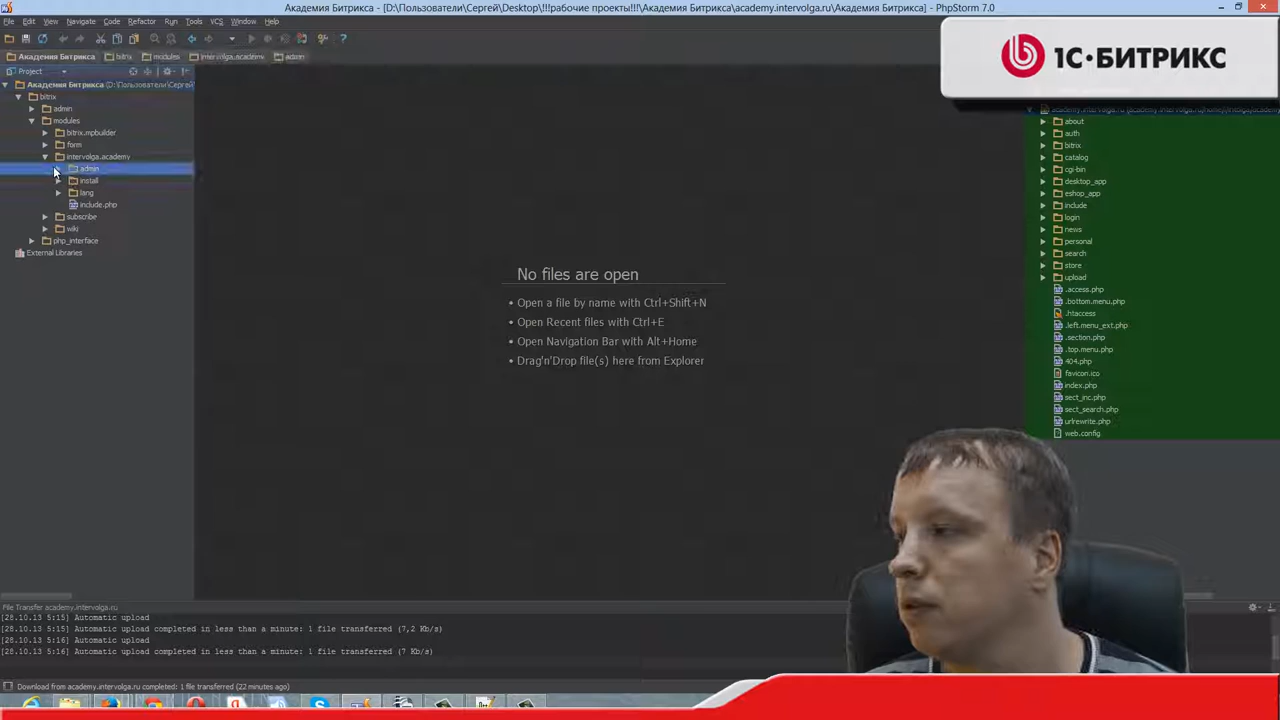 Академия Битрикса - [D:\Пользователи\Сергей\Desktop\!!!рабочие проекты!!!\Академия Битрикса\academy.intervolga.ru\Академия Битрикса] - PhpStorm 7.0
File Edit View Navigate Code Refactor Run Tools VCS Window Help
Академия Битрикса bitrix modules intervolga.academy admin
1С·БИТРИКС
Project
Академия Битрикса (D:\Пользователи\Сергей\
bitrix
admin
modules
bitrix.mpbuilder
form
intervolga.academy
admin
install
lang
include.php
subscribe
wiki
php_interface
External Libraries
No files are open
• Open a file by name with Ctrl+Shift+N
• Open Recent files with Ctrl+E
• Open Navigation Bar with Alt+Home
• Drag'n'Drop file(s) here from Explorer
about
auth
bitrix
catalog
cgi-bin
desktop_app
eshop_app
include
login
news
personal
search
store
upload
.access.php
.bottom.menu.php
.htaccess
.left.menu_ext.php
.section.php
.top.menu.php
404.php
favicon.ico
index.php
sect_inc.php
sect_search.php
urlrewrite.php
web.config
File Transfer academy.intervolga.ru
[28.10.13 5:15] Automatic upload
[28.10.13 5:15] Automatic upload completed in less than a minute: 1 file transferred (7,2 Kb/s)
[28.10.13 5:16] Automatic upload
[28.10.13 5:16] Automatic upload completed in less than a minute: 1 file transferred (7 Kb/s)
Download from academy.intervolga.ru completed: 1 file transferred (22 minutes ago)